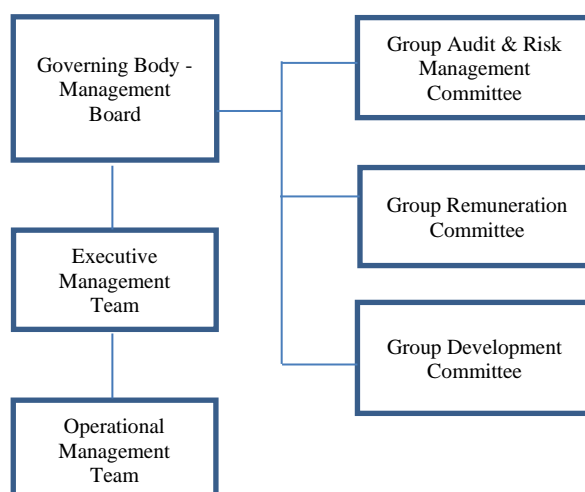 Governing Body -
Management
Board
Group Audit & Risk
Management
Committee
Group Remuneration
Committee
Executive
Management
Team
Group Development
Committee
Operational
Management
Team